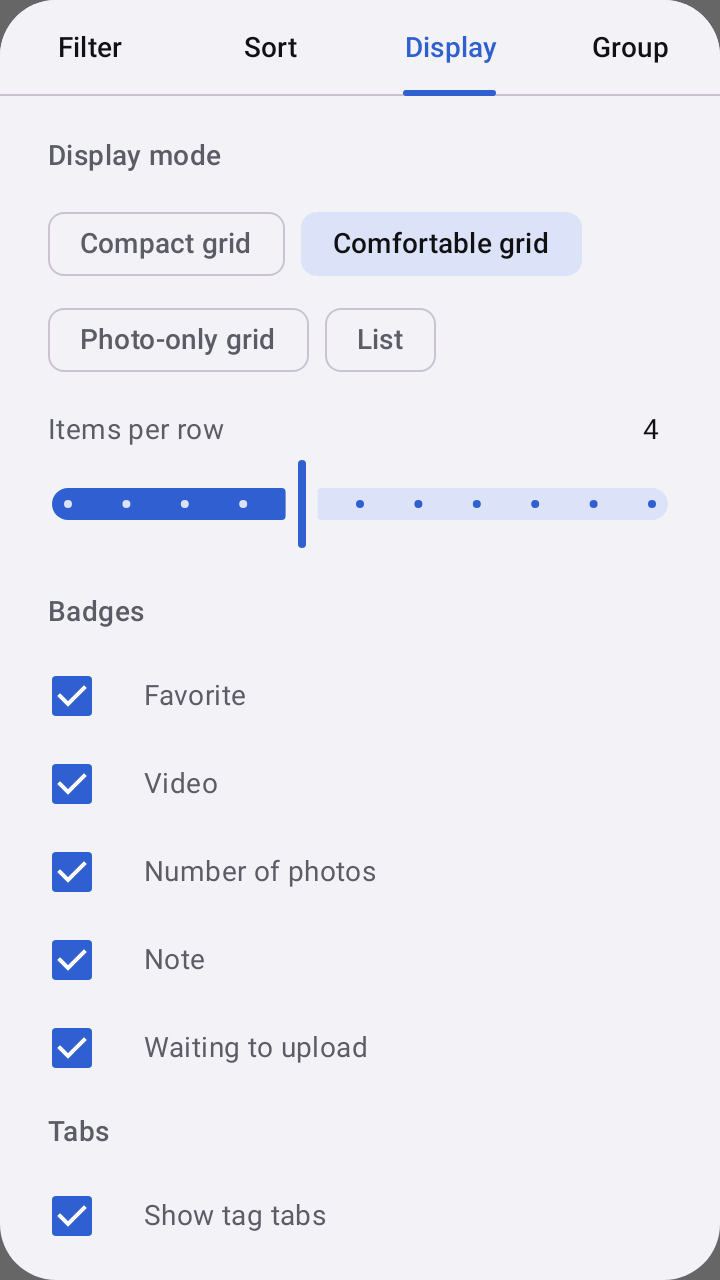 Filter Sort Display Group
Display mode
Compact grid Comfortable grid
Photo-only grid List
Items per row 4
Badges
Favorite
Video
Number of photos
Note
Waiting to upload
Tabs
Show tag tabs